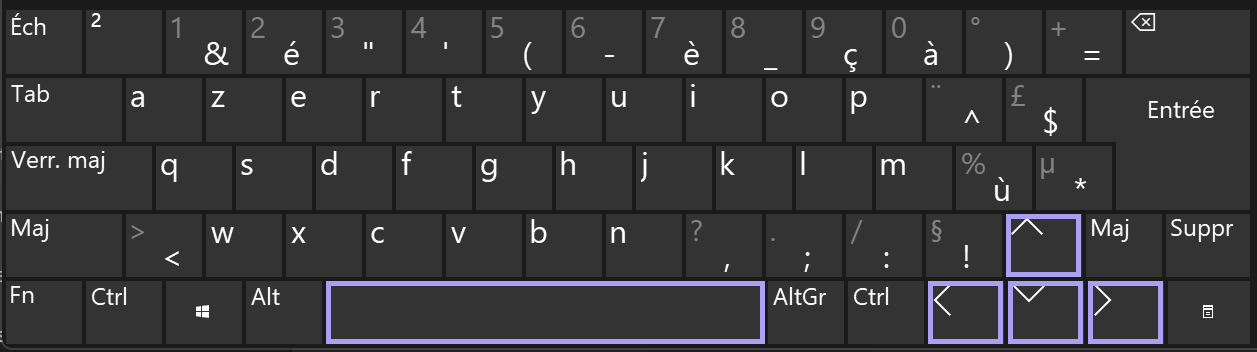 Éch ² 1 & 2 é 3 " 4 ' 5 ( 6 - 7 è 8 _ 9 ç 0 à ° ) + =
Tab a z e r t y u i o p ¨ ^ £ $ Entrée
Verr. maj q s d f g h j k l m % ù µ *
Maj > < w x c v b n ? , . ; / : § ! Maj Suppr
Fn Ctrl Alt AltGr Ctrl